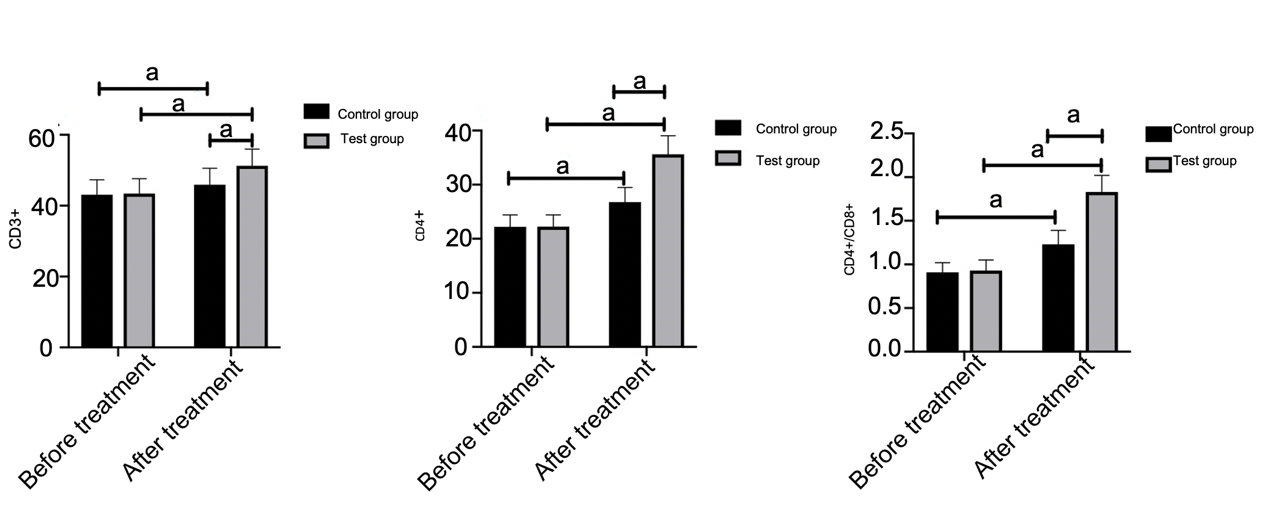 a
a
a
60
40
20
0
CD3+
Control group
Test group
Before treatment
After treatment
a
a
a
40
30
20
10
0
CD4+
Control group
Test group
Before treatment
After treatment
a
a
a
2.5
2.0
1.5
1.0
0.5
0.0
CD4+/CD8+
Control group
Test group
Before treatment
After treatment